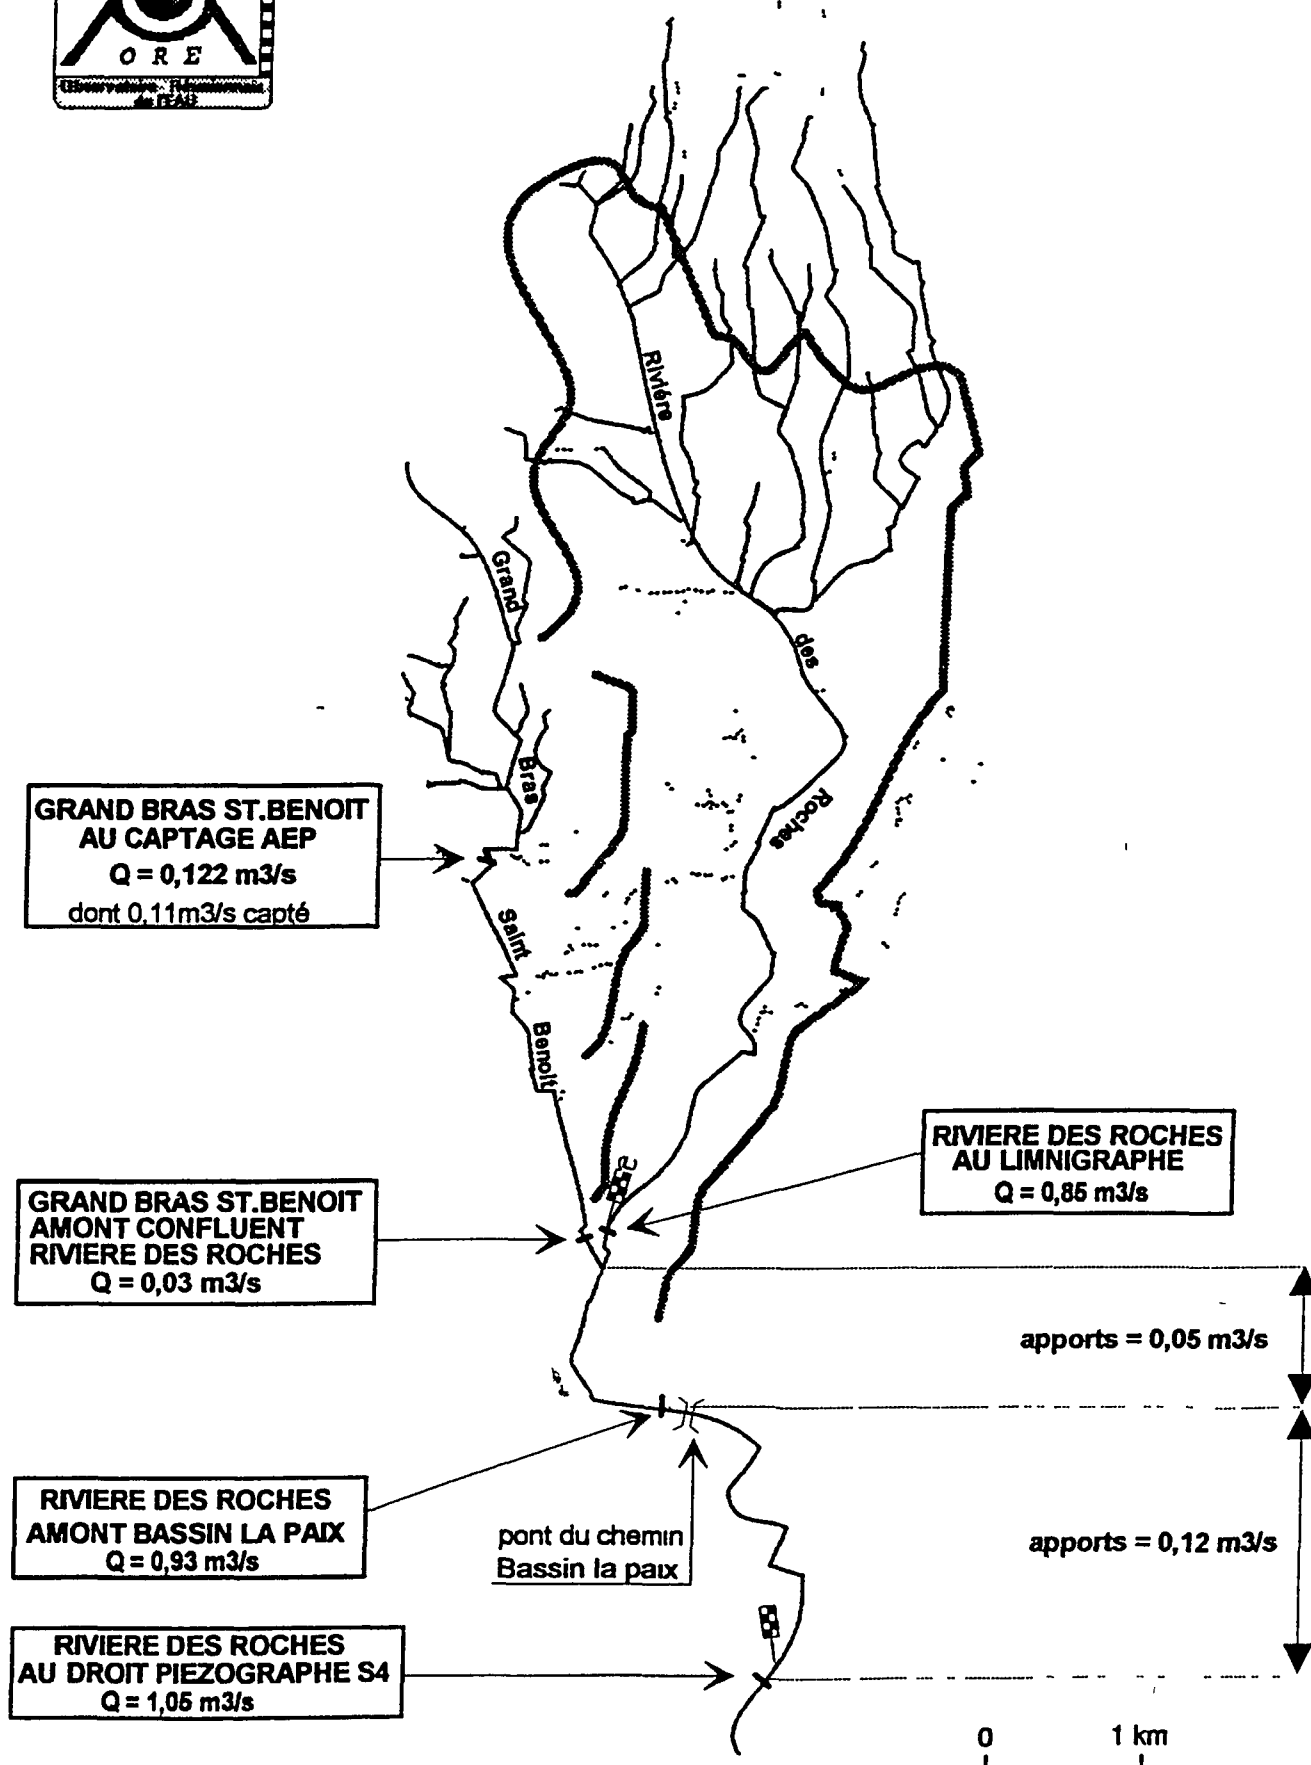 O R E
Observatoire Réunionnais
de l'EAU
Rivière
des
Roches
Grand
Bras
Saint
Benoit
GRAND BRAS ST.BENOIT
AU CAPTAGE AEP
Q = 0,122 m3/s
dont 0,11m3/s capté
RIVIERE DES ROCHES
AU LIMNIGRAPHE
Q = 0,85 m3/s
GRAND BRAS ST.BENOIT
AMONT CONFLUENT
RIVIERE DES ROCHES
Q = 0,03 m3/s
apports = 0,05 m3/s
RIVIERE DES ROCHES
AMONT BASSIN LA PAIX
Q = 0,93 m3/s
pont du chemin
Bassin la paix
apports = 0,12 m3/s
RIVIERE DES ROCHES
AU DROIT PIEZOGRAPHE S4
Q = 1,05 m3/s
0 1 km